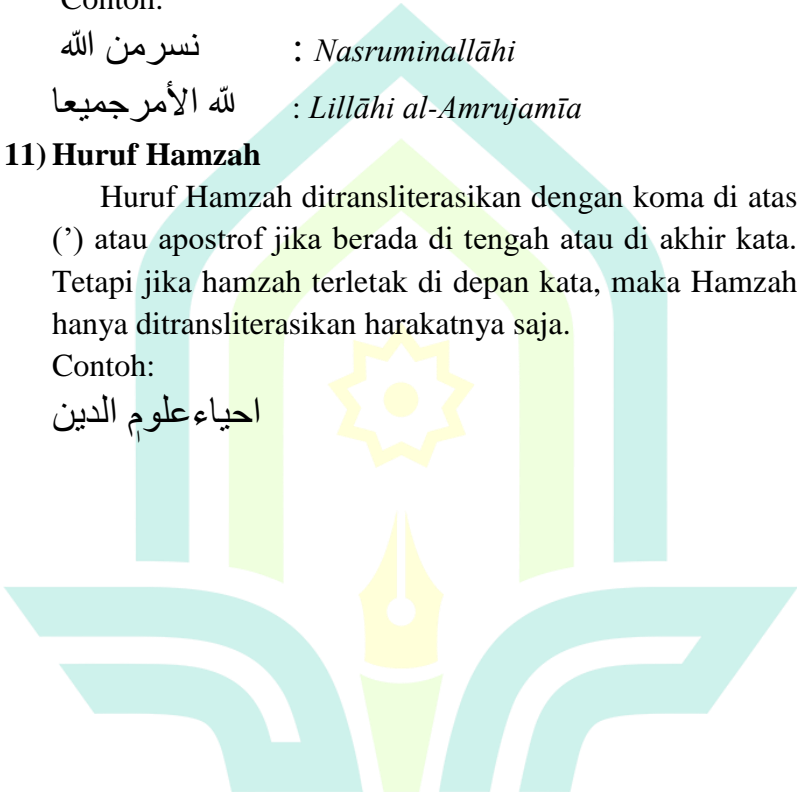 Contoh:
نسرمن الله : Nasruminallāhi
لله الأمرجميعا : Lillāhi al-Amrujamīa
11) Huruf Hamzah
Huruf Hamzah ditransliterasikan dengan koma di atas
(’) atau apostrof jika berada di tengah atau di akhir kata.
Tetapi jika hamzah terletak di depan kata, maka Hamzah
hanya ditransliterasikan harakatnya saja.
Contoh:
احياءعلومِ الدين